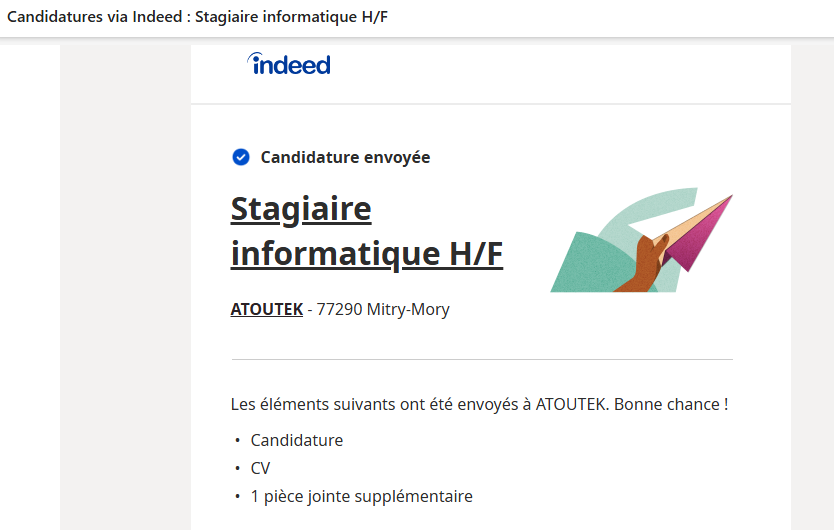 Candidatures via Indeed : Stagiaire informatique H/F
indeed
Candidature envoyée
Stagiaire
informatique H/F
ATOUTEK - 77290 Mitry-Mory
Les éléments suivants ont été envoyés à ATOUTEK. Bonne chance !
• Candidature
• CV
• 1 pièce jointe supplémentaire